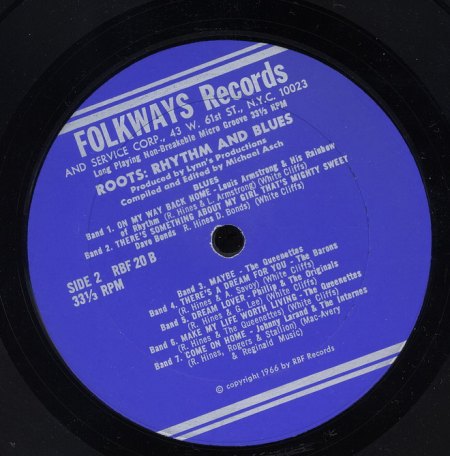 FOLKWAYS Records
AND SERVICE CORP., 43 W. 61st ST., N.Y.C. 10023
Long Playing Non-Breakable Micro Groove 33⅓ RPM
ROOTS: RHYTHM AND BLUES
Produced by Lynn's Productions
Compiled and Edited by Michael Asch
BLUES
Band 1. ON MY WAY BACK HOME - Louis Armstrong & His Rainbow
of Rhythm (R. Hines & L. Armstrong) (White Cliffs)
Band 2. THERE'S SOMETHING ABOUT MY GIRL THAT'S MIGHTY SWEET
Dave Bonds R. Hines D. Bonds) (White Cliffs)
SIDE 2 RBF 20 B
33⅓ RPM
Band 3. MAYBE - The Queenettes
Band 4. THERE'S A DREAM FOR YOU - The Barons
(R. Hines & A. Savoy) (White Cliffs)
Band 5. DREAM LOVER - Philip & The Originals
(R. Hines & C. Lee) (White Cliffs)
Band 6. MAKE MY LIFE WORTH LIVING - The Queenettes
(R. Hines & The Queenettes) (White Cliffs)
Band 7. COME ON HOME - Johnny Larand & The Internes
(R. Hines, Rogers & Stallion) (Mac-Avery
& Reginald Music)
© copyright 1966 by RBF Records